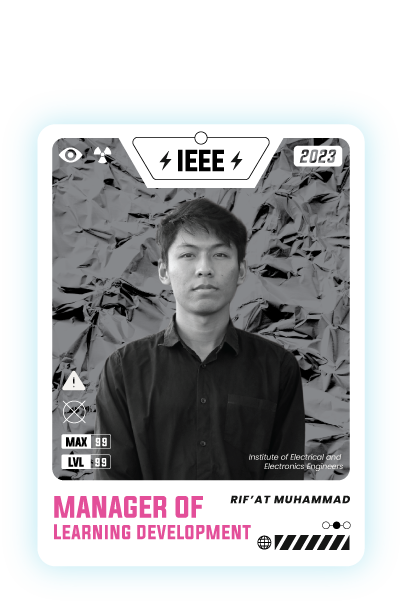 IEEE
2023
MAX 99
LVL 99
Institute of Electrical and
Electronics Engineers
MANAGER OF
LEARNING DEVELOPMENT
RIF'AT MUHAMMAD